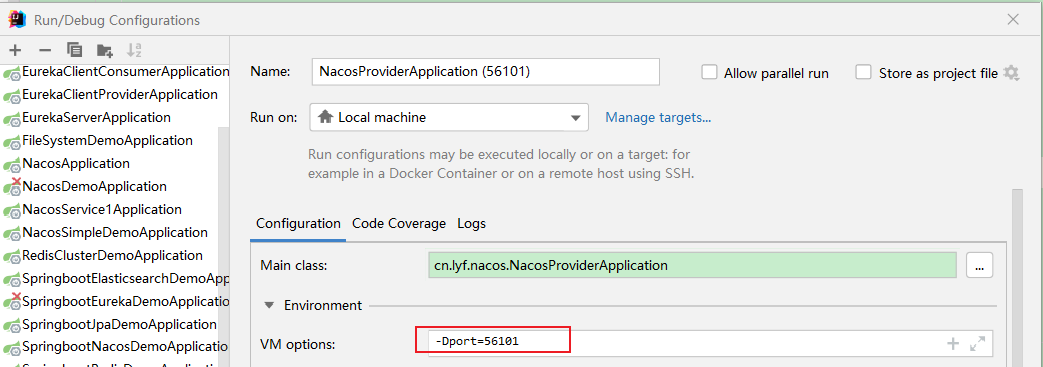 Run/Debug Configurations
EurekaClientConsumerApplication
EurekaClientProviderApplication
EurekaServerApplication
FileSystemDemoApplication
NacosApplication
NacosDemoApplication
NacosService1Application
NacosSimpleDemoApplication
RedisClusterDemoApplication
SpringbootElasticsearchDemoApp
SpringbootEurekaDemoApplicatio
SpringbootJpaDemoApplication
SpringbootNacosDemoApplication
Name:
NacosProviderApplication (56101)
Allow parallel run
Store as project file
Run on:
Local machine
Manage targets...
Run configurations may be executed locally or on a target: for
example in a Docker Container or on a remote host using SSH.
Configuration Code Coverage Logs
Main class:
cn.lyf.nacos.NacosProviderApplication
...
Environment
VM options:
-Dport=56101